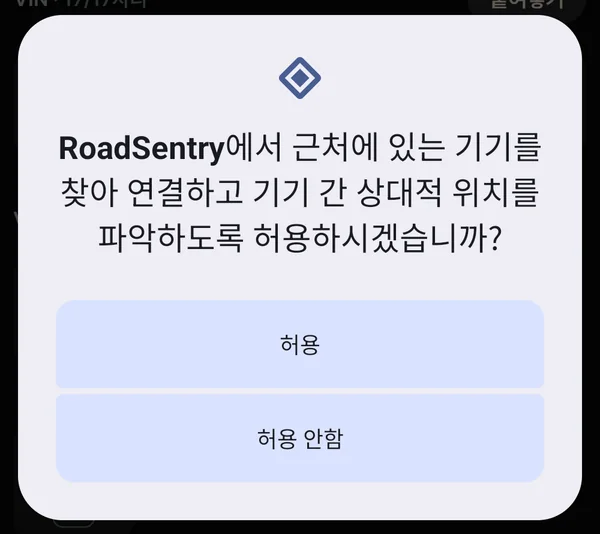 RoadSentry에서 근처에 있는 기기를
찾아 연결하고 기기 간 상대적 위치를
파악하도록 허용하시겠습니까?
허용
허용 안함